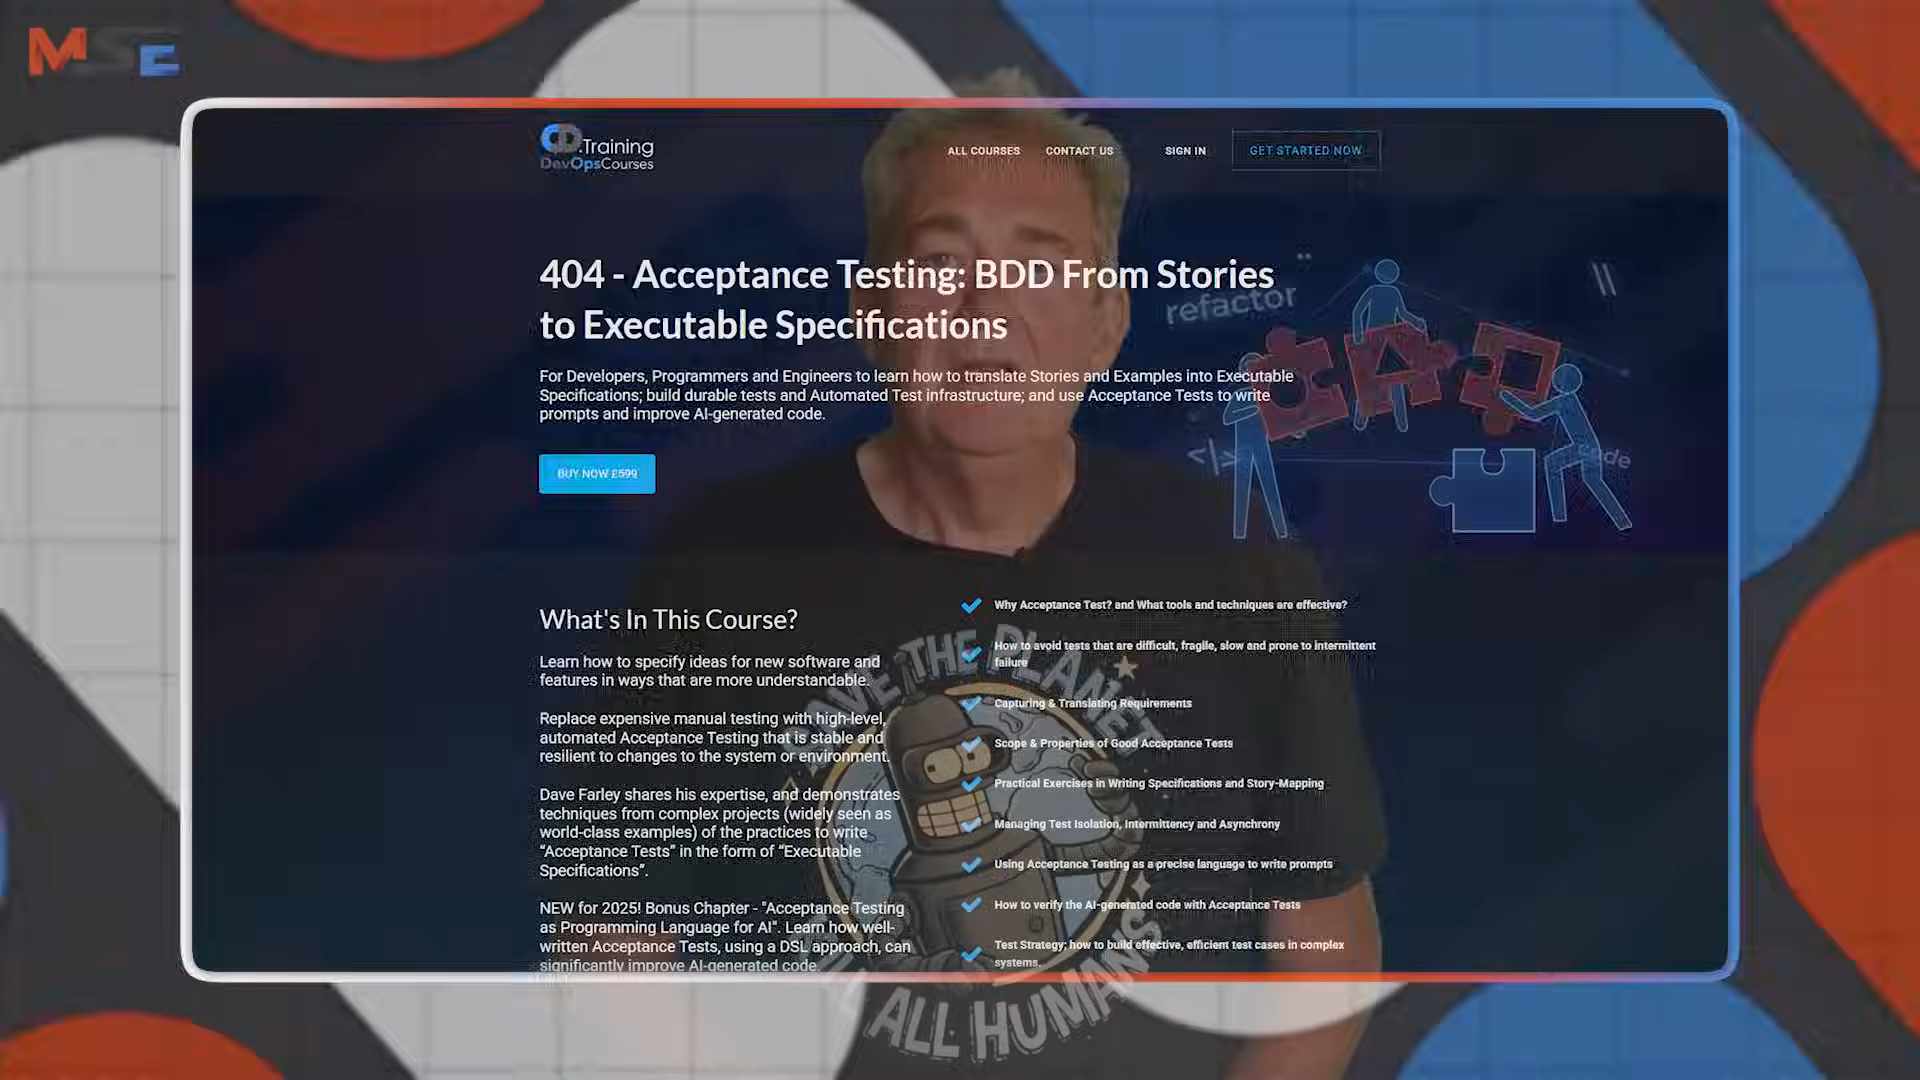 MSE
CD.Training
DevOpsCourses
ALL COURSES
CONTACT US
SIGN IN
GET STARTED NOW
404 - Acceptance Testing: BDD From Stories
to Executable Specifications
For Developers, Programmers and Engineers to learn how to translate Stories and Examples into Executable
Specifications; build durable tests and Automated Test infrastructure; and use Acceptance Tests to write
prompts and improve AI-generated code.
BUY NOW £599
refactor
</>
code
What's In This Course?
Learn how to specify ideas for new software and
features in ways that are more understandable.
Replace expensive manual testing with high-level,
automated Acceptance Testing that is stable and
resilient to changes to the system or environment.
Dave Farley shares his expertise, and demonstrates
techniques from complex projects (widely seen as
world-class examples) of the practices to write
“Acceptance Tests” in the form of “Executable
Specifications”.
NEW for 2025! Bonus Chapter - "Acceptance Testing
as Programming Language for AI". Learn how well-
written Acceptance Tests, using a DSL approach, can
significantly improve AI-generated code.
Why Acceptance Test? and What tools and techniques are effective?
How to avoid tests that are difficult, fragile, slow and prone to intermittent
failure
Capturing & Translating Requirements
Scope & Properties of Good Acceptance Tests
Practical Exercises in Writing Specifications and Story-Mapping
Managing Test Isolation, Intermittency and Asynchrony
Using Acceptance Testing as a precise language to write prompts
How to verify the AI-generated code with Acceptance Tests
Test Strategy; how to build effective, efficient test cases in complex
systems.
SAVE THE PLANET
ALL HUMANS